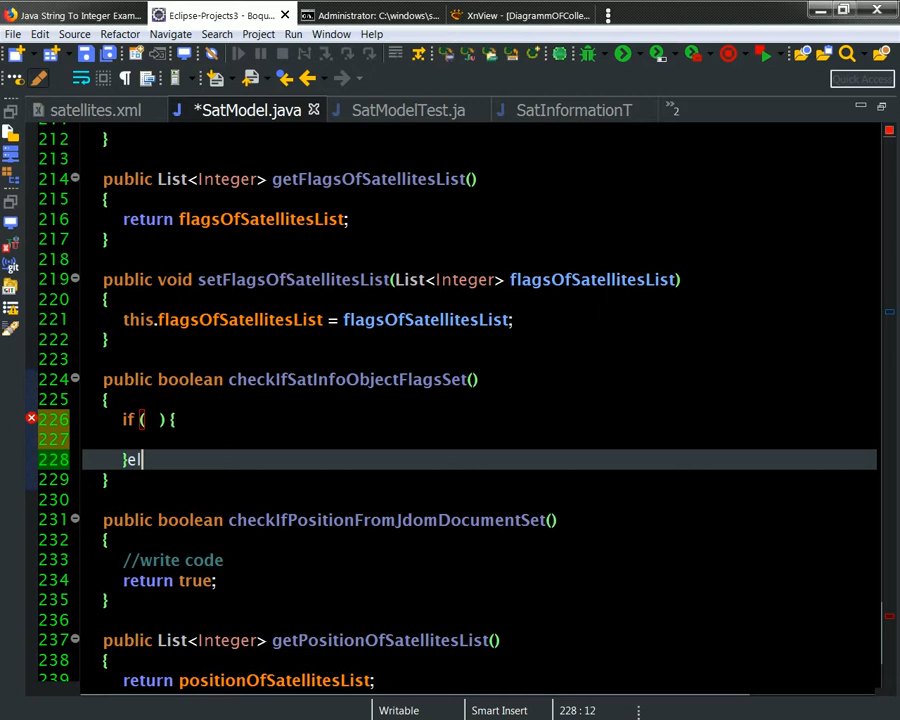 Java String To Integer Exam...
Eclipse-Projects3 - Boqu...
Administrator: C:\windows\s...
XnView - [DiagrammOfColle...
File Edit Source Refactor Navigate Search Project Run Window Help
Quick Access
satellites.xml
*SatModel.java
SatModelTest.ja
SatInformationT
»2
212 }
213
214 public List<Integer> getFlagsOfSatellitesList()
215 {
216 return flagsOfSatellitesList;
217 }
218
219 public void setFlagsOfSatellitesList(List<Integer> flagsOfSatellitesList)
220 {
221 this.flagsOfSatellitesList = flagsOfSatellitesList;
222 }
223
224 public boolean checkIfSatInfoObjectFlagsSet()
225 {
226 if (  ) {
227
228 }el
229 }
230
231 public boolean checkIfPositionFromJdomDocumentSet()
232 {
233 //write code
234 return true;
235 }
236
237 public List<Integer> getPositionOfSatellitesList()
238 {
239 return positionOfSatellitesList;
Writable Smart Insert 228 : 12